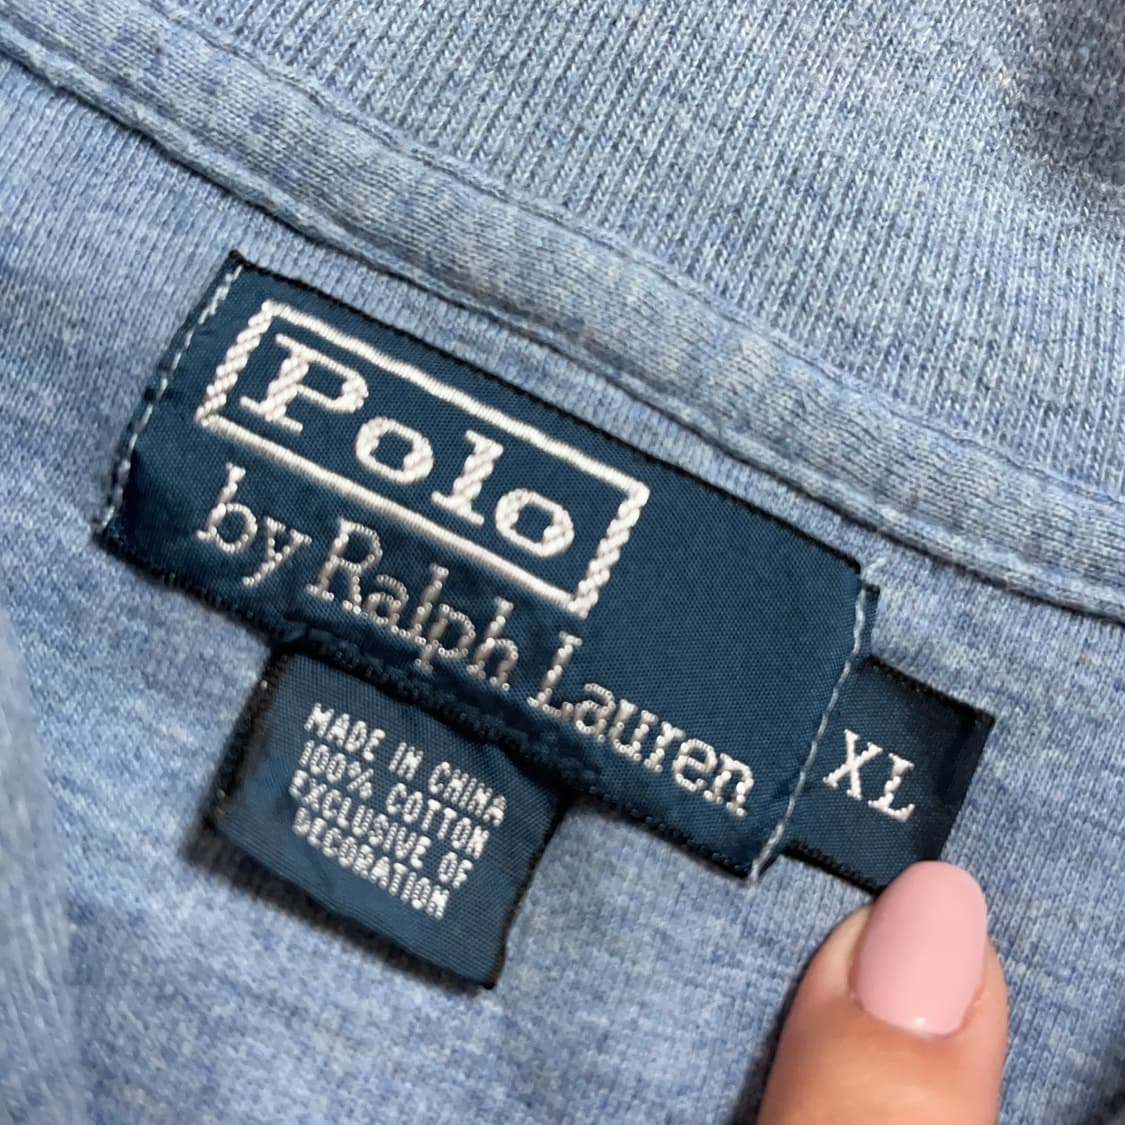 Polo
by Ralph Lauren
XL
MADE IN CHINA
100% COTTON
EXCLUSIVE OF
DECORATION